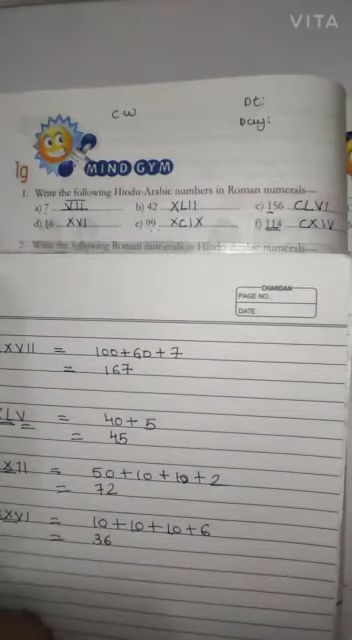 VITA
C.W
Dt:
Day:
1g
MIND GYM
1. Write the following Hindu-Arabic numbers in Roman numerals—
a) 7 VII b) 42 XLII c) 156 CLVI
d) 16 XVI e) 99 XCIX f) 114 CXIV
2. Write the following Roman numerals in Hindu-Arabic numerals—
CHANDAN
PAGE NO.:
DATE
XVII = 100+60+7
= 167
XLV = 40+5
= 45
XII = 50+10+10+2
= 72
XXVI = 10+10+10+6
= 36